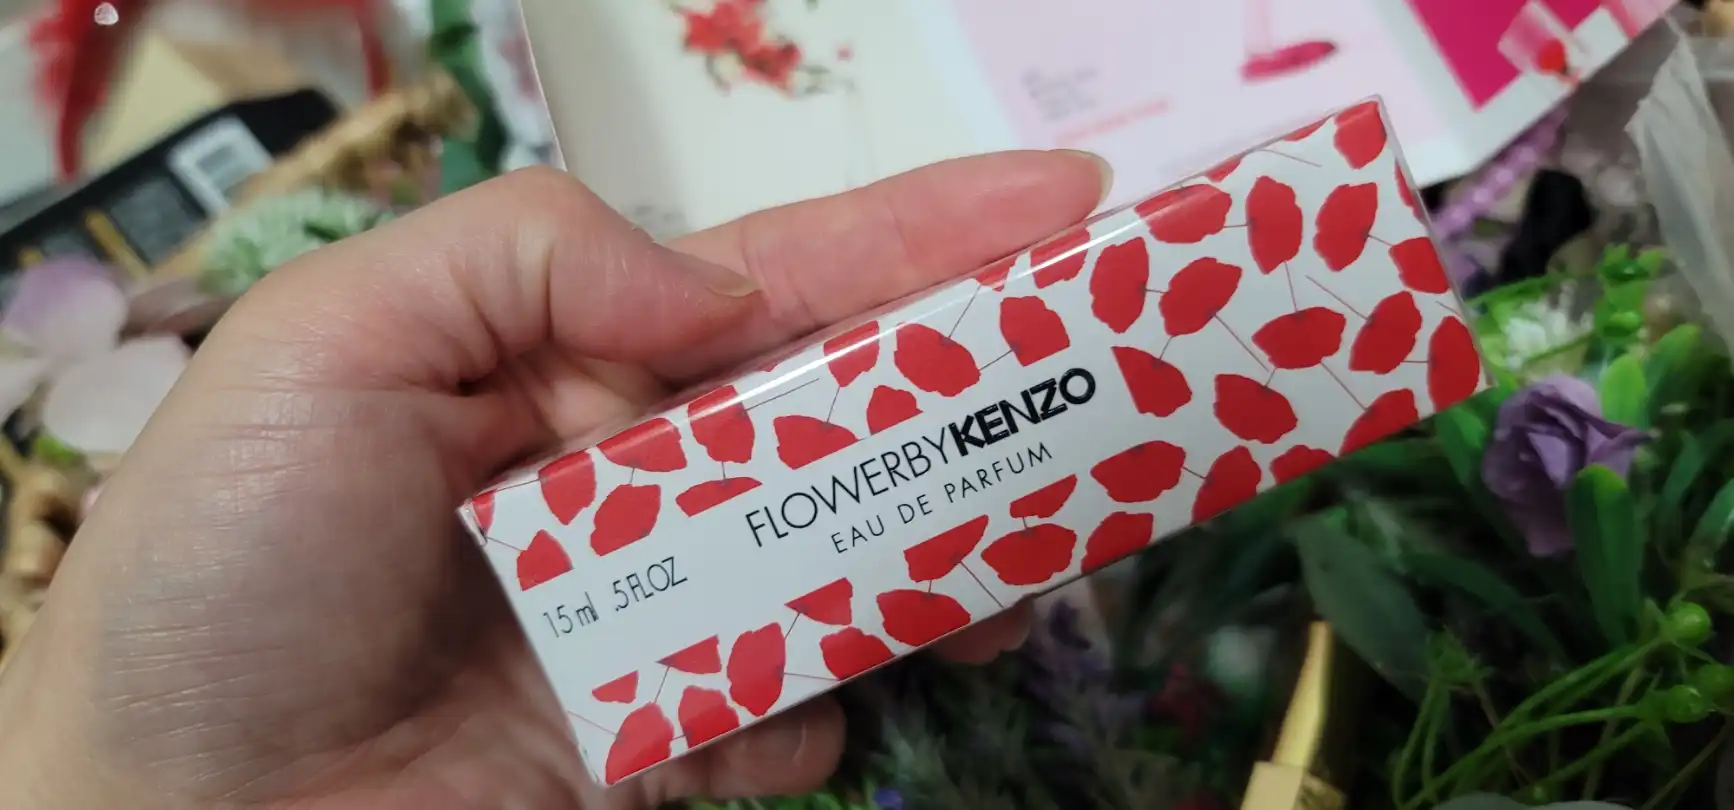 FLOWERBYKENZO
EAU DE PARFUM
15 ml .5 FL.OZ